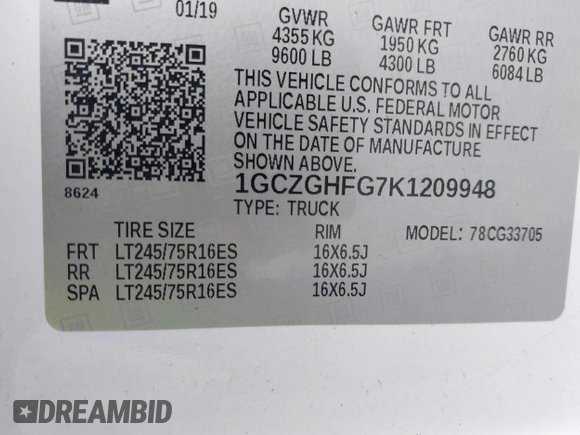 01/19
GVWR GAWR FRT GAWR RR
4355 KG 1950 KG 2760 KG
9600 LB 4300 LB 6084 LB
THIS VEHICLE CONFORMS TO ALL
APPLICABLE U.S. FEDERAL MOTOR
VEHICLE SAFETY STANDARDS IN EFFECT
ON THE DATE OF MANUFACTURE
SHOWN ABOVE.
8624
1GCZGHFG7K1209948
TYPE: TRUCK
TIRE SIZE RIM MODEL: 78CG33705
FRT LT245/75R16ES 16X6.5J
RR LT245/75R16ES 16X6.5J
SPA LT245/75R16ES 16X6.5J
DREAMBID